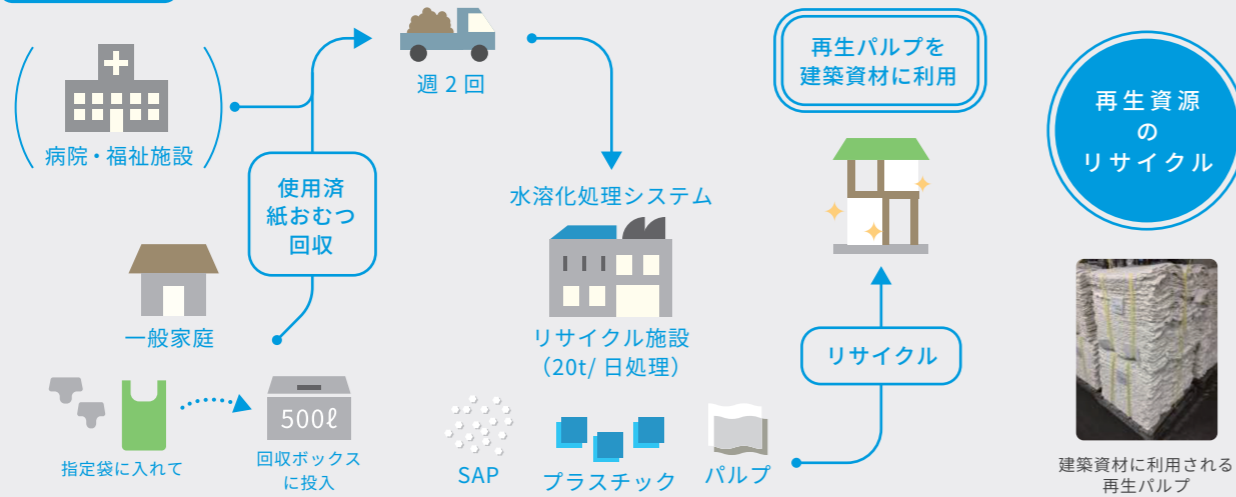 病院・福祉施設
週2回
使用済
紙おむつ
回収
一般家庭
指定袋に入れて
500ℓ
回収ボックス
に投入
水溶化処理システム
リサイクル施設
（20t/ 日処理）
SAP
プラスチック
パルプ
リサイクル
再生パルプを
建築資材に利用
再生資源
の
リサイクル
建築資材に利用される
再生パルプ